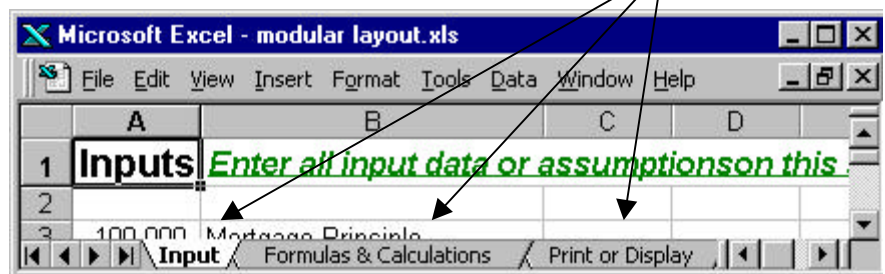 Microsoft Excel - modular layout.xls
File Edit View Insert Format Tools Data Window Help
A B C D
1 Inputs Enter all input data or assumptionson this
2
3 100,000 Mortgage Principle
Input Formulas & Calculations Print or Display